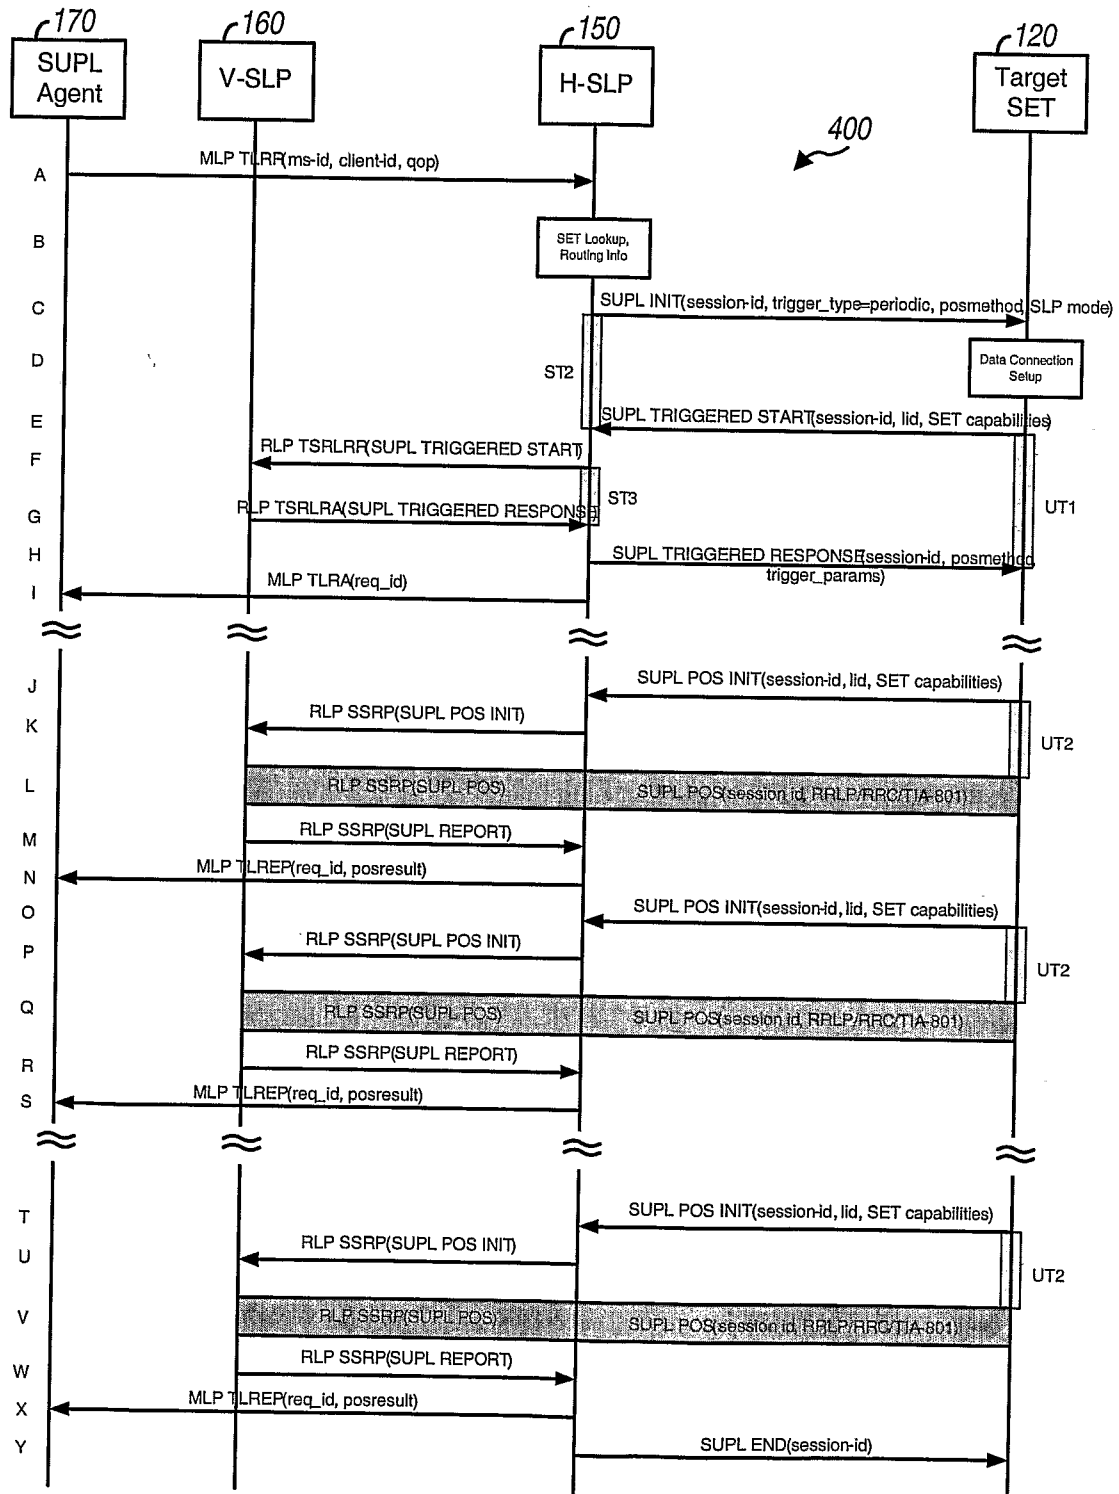 170
160
150
120
SUPL
Agent
V-SLP
H-SLP
Target
SET
400
A
MLP TLRR(ms-id, client-id, qop)
B
SET Lookup,
Routing Info
C
SUPL INIT(session-id, trigger_type=periodic, posmethod, SLP mode)
D
ST2
Data Connection
Setup
E
SUPL TRIGGERED START(session-id, lid, SET capabilities)
F
RLP TSRLRR(SUPL TRIGGERED START)
ST3
UT1
G
RLP TSRLRA(SUPL TRIGGERED RESPONSE)
H
SUPL TRIGGERED RESPONSE(session-id, posmethod,
trigger_params)
I
MLP TLRA(req_id)
J
SUPL POS INIT(session-id, lid, SET capabilities)
K
RLP SSRP(SUPL POS INIT)
UT2
L
RLP SSRP(SUPL POS)
SUPL POS(session id, RRLP/RRC/TIA-801)
M
RLP SSRP(SUPL REPORT)
N
MLP TLREP(req_id, posresult)
O
SUPL POS INIT(session-id, lid, SET capabilities)
P
RLP SSRP(SUPL POS INIT)
UT2
Q
RLP SSRP(SUPL POS)
SUPL POS(session id, RRLP/RRC/TIA-801)
R
RLP SSRP(SUPL REPORT)
S
MLP TLREP(req_id, posresult)
T
SUPL POS INIT(session-id, lid, SET capabilities)
U
RLP SSRP(SUPL POS INIT)
UT2
V
RLP SSRP(SUPL POS)
SUPL POS(session id, RRLP/RRC/TIA-801)
W
RLP SSRP(SUPL REPORT)
X
MLP TLREP(req_id, posresult)
Y
SUPL END(session-id)